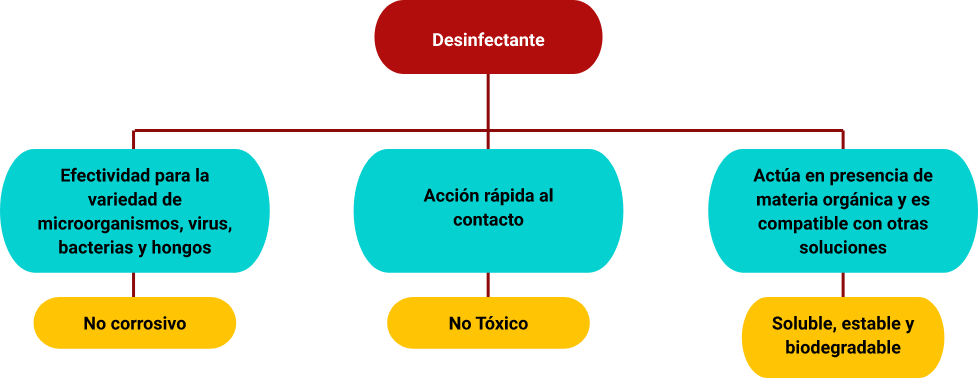 Desinfectante
Efectividad para la
variedad de
microorganismos, virus,
bacterias y hongos
Acción rápida al
contacto
Actúa en presencia de
materia orgánica y es
compatible con otras
soluciones
No corrosivo
No Tóxico
Soluble, estable y
biodegradable